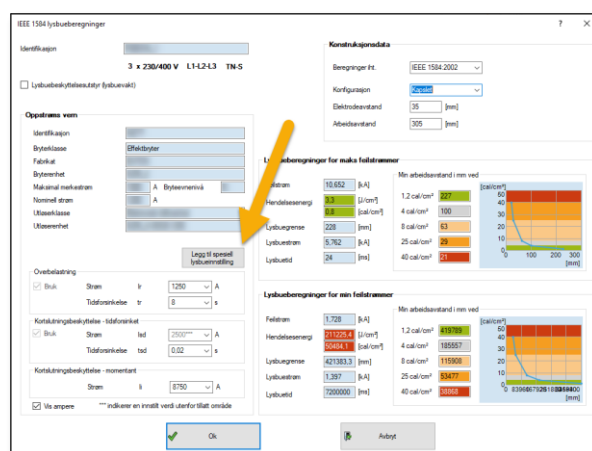 IEEE 1584 lysbueberegninger
? ×
Identifikasjon
3 x 230/400 V L1-L2-L3 TN-S
Lysbuebeskyttelsesutstyr (lysbuevakt)
Oppstrøms vern
Identifikasjon
Bryterklasse Effektbryter
Fabrikat
Bryterenhet
Maksimal merkestrøm A Bryteevnenivå
Nominell strøm A
Utløserklasse
Utløserenhet
Legg til spesiell
lysbueinnstilling
Overbelastning
Bruk Strøm Ir 1250 A
Tidsforsinkelse tr 8 s
Kortslutningsbeskyttelse - tidsforsinket
Bruk Strøm Isd 2500*** A
Tidsforsinkelse tsd 0,02 s
Kortslutningsbeskyttelse - momentant
Strøm Ii 8750 A
Vis ampere *** indikerer en innstilt verdi utenfor tillatt område
Konstruksjonsdata
Beregninger iht. IEEE 1584:2002
Konfigurasjon Kapslet
Elektrodeavstand 35 [mm]
Arbeidsavstand 305 [mm]
Lysbueberegninger for maks feilstrømmer
Feilstrøm 10,652 [kA]
Hendelsesenergi 3,3 [J/cm²]
0,8 [cal/cm²]
Lysbuegrense 228 [mm]
Lysbuestrøm 5,762 [kA]
Lysbuetid 24 [ms]
Min arbeidsavstand i mm ved
1,2 cal/cm² 227
4 cal/cm² 100
8 cal/cm² 63
25 cal/cm² 29
40 cal/cm² 21
[cal/cm²]
50
40
30
20
10
0
0 100 200 300
[mm]
Lysbueberegninger for min feilstrømmer
Feilstrøm 1,728 [kA]
Hendelsesenergi 211225,4 [J/cm²]
50484,1 [cal/cm²]
Lysbuegrense 421383,3 [mm]
Lysbuestrøm 1,397 [kA]
Lysbuetid 7200000 [ms]
Min arbeidsavstand i mm ved
1,2 cal/cm² 419789
4 cal/cm² 185557
8 cal/cm² 115908
25 cal/cm² 53477
40 cal/cm² 38868
[cal/cm²]
50
40
30
20
10
0
[mm]
Ok
Avbryt